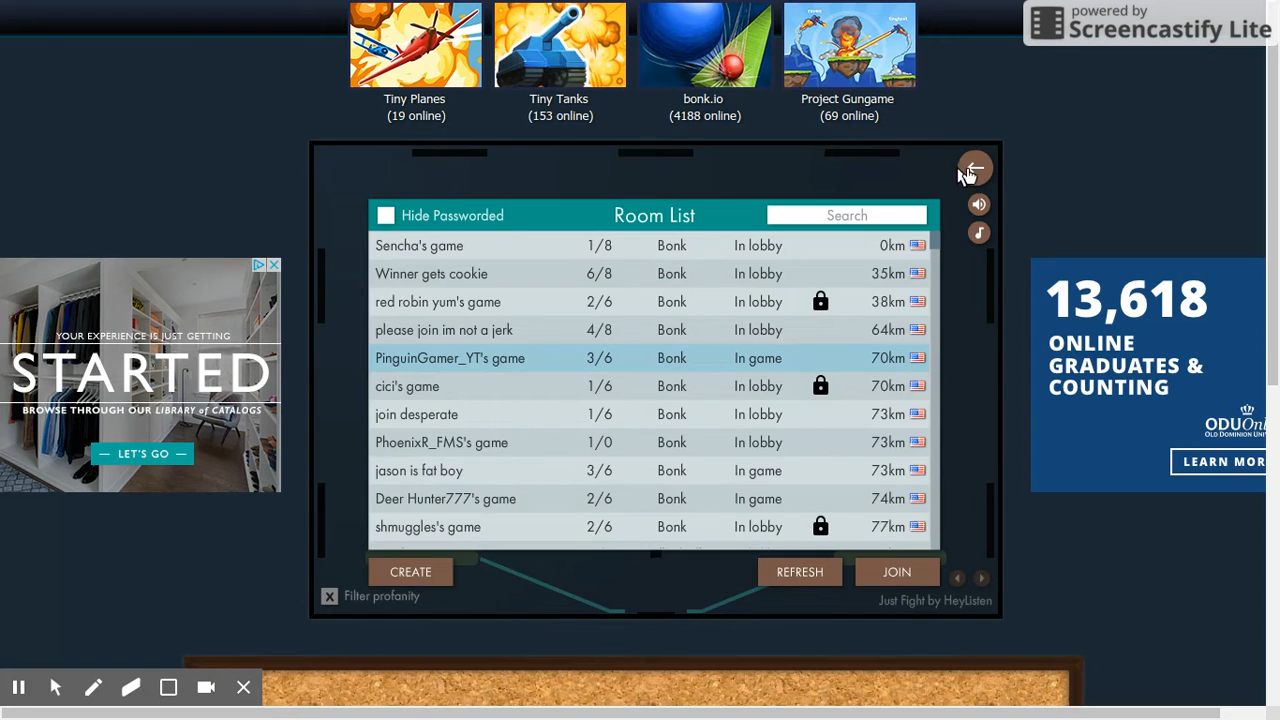 powered by
Screencastify Lite
Tiny Planes
(19 online)
Tiny Tanks
(153 online)
bonk.io
(4188 online)
Project Gungame
(69 online)
Hide Passworded Room List Search
Sencha's game 1/8 Bonk In lobby 0km
Winner gets cookie 6/8 Bonk In lobby 35km
red robin yum's game 2/6 Bonk In lobby 38km
please join im not a jerk 4/8 Bonk In lobby 64km
PinguinGamer_YT's game 3/6 Bonk In game 70km
cici's game 1/6 Bonk In lobby 70km
join desperate 1/6 Bonk In lobby 73km
PhoenixR_FMS's game 1/0 Bonk In lobby 73km
jason is fat boy 3/6 Bonk In game 73km
Deer Hunter777's game 2/6 Bonk In game 74km
shmuggles's game 2/6 Bonk In lobby 77km
CREATE REFRESH JOIN
X Filter profanity
Just Fight by HeyListen
YOUR EXPERIENCE IS JUST GETTING
STARTED
BROWSE THROUGH OUR LIBRARY of CATALOGS
— LET'S GO —
13,618
ONLINE
GRADUATES &
COUNTING
ODUOnl
OLD DOMINION UNI
LEARN MOR